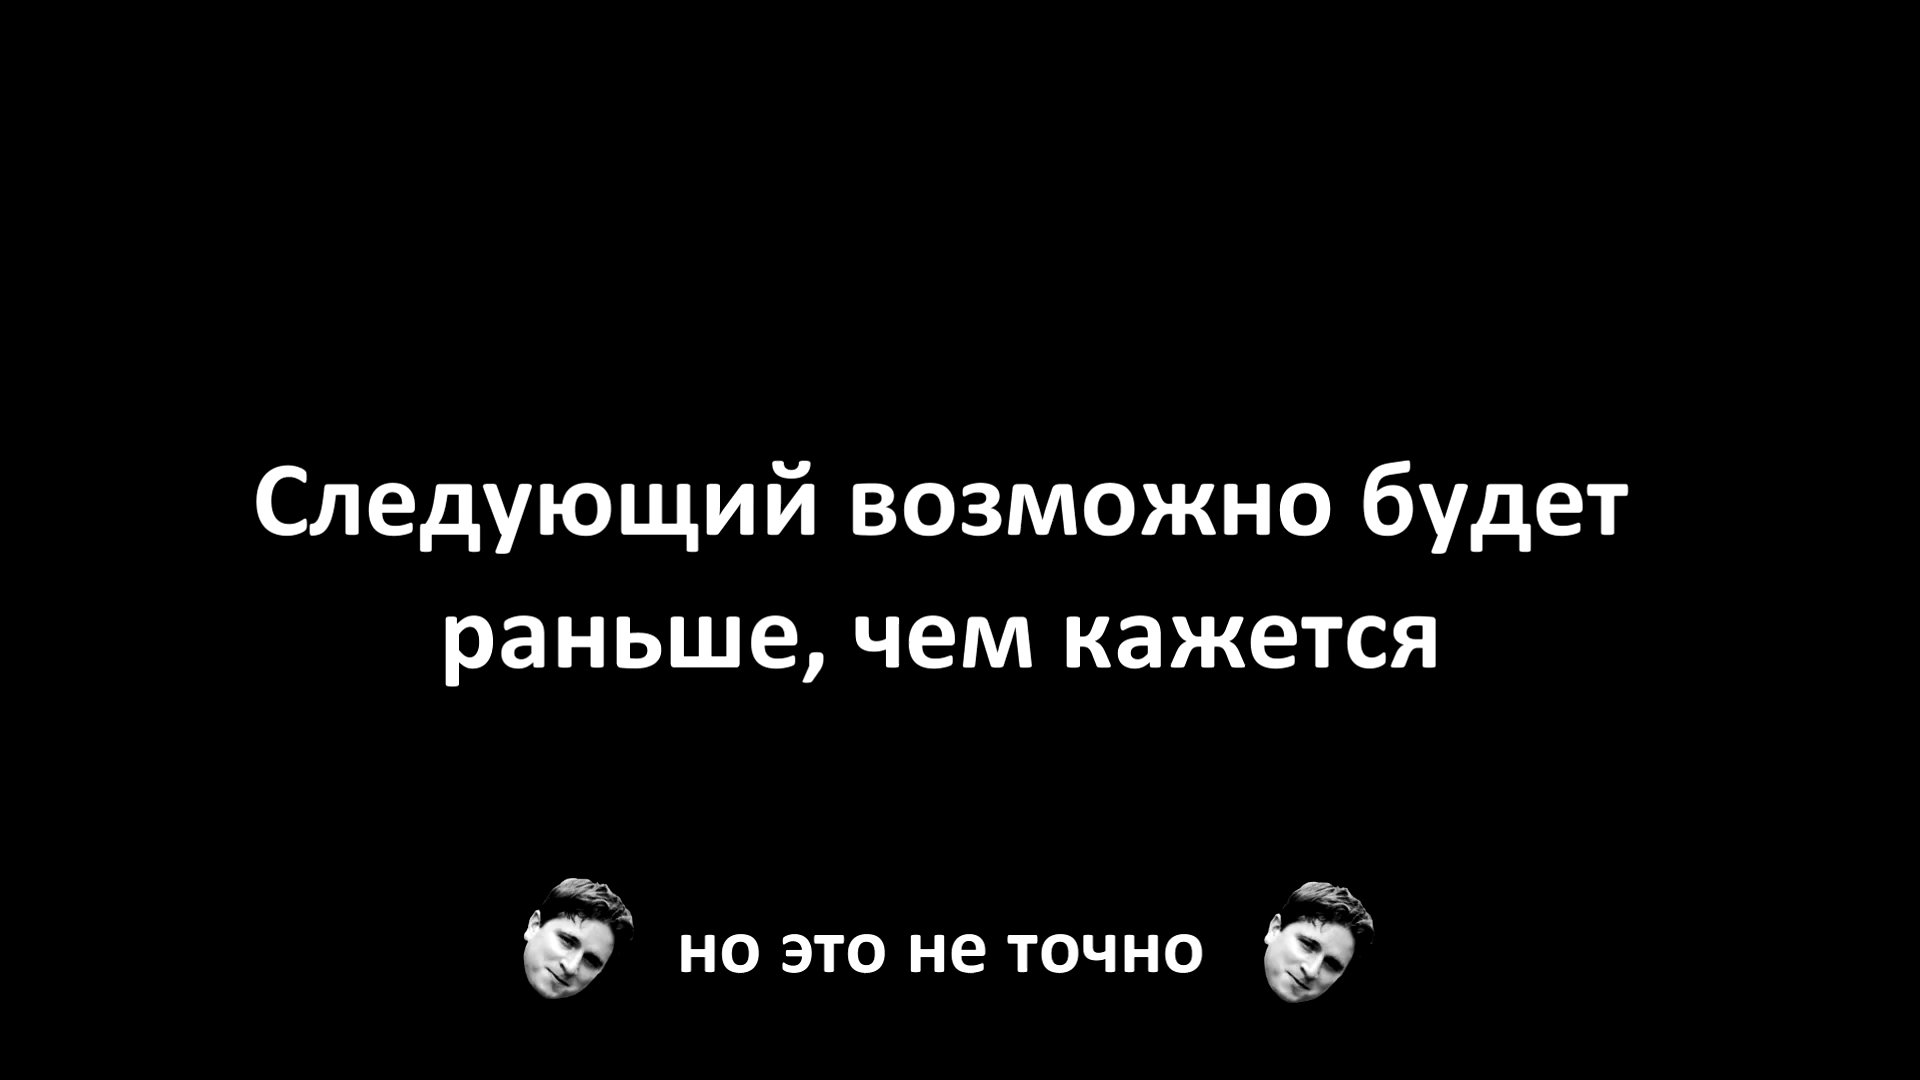 Следующий возможно будет
раньше, чем кажется
но это не точно